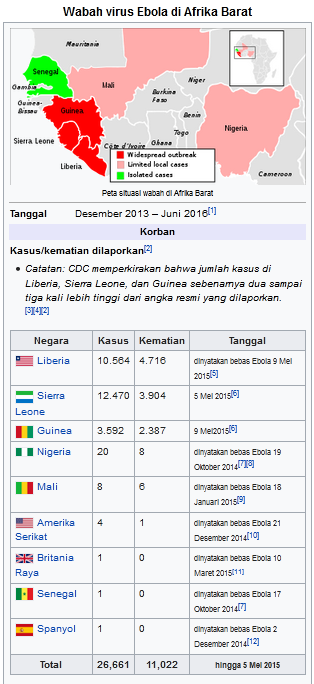 Wabah virus Ebola di Afrika Barat
Mauritania
Senegal
Gambia
Guinea-
Bissau
Guinea
Sierra Leone
Liberia
Mali
Niger
Burkina
Faso
Benin
Togo
Ghana
Côte d'Ivoire
Nigeria
Cameroon
Widespread outbreak
Limited local cases
Isolated cases
Peta situasi wabah di Afrika Barat
Tanggal Desember 2013 – Juni 2016[1]
Korban
Kasus/kematian dilaporkan[2]
• Catatan: CDC memperkirakan bahwa jumlah kasus di
Liberia, Sierra Leone, dan Guinea sebenarnya dua sampai
tiga kali lebih tinggi dari angka resmi yang dilaporkan.
[3][4][2]
Negara Kasus Kematian Tanggal
Liberia 10.564 4.716 dinyatakan bebas Ebola 9 Mei
2015[5]
Sierra
Leone 12.470 3.904 5 Mei 2015[6]
Guinea 3.592 2.387 9 Mei2015[6]
Nigeria 20 8 dinyatakan bebas Ebola 19
Oktober 2014[7][8]
Mali 8 6 dinyatakan bebas Ebola 18
Januari 2015[9]
Amerika
Serikat 4 1 dinyatakan bebas Ebola 21
Desember 2014[10]
Britania
Raya 1 0 dinyatakan bebas Ebola 10
Maret 2015[11]
Senegal 1 0 dinyatakan bebas Ebola 17
Oktober 2014[7]
Spanyol 1 0 dinyatakan bebas Ebola 2
Desember 2014[12]
Total 26,661 11,022 hingga 5 Mei 2015